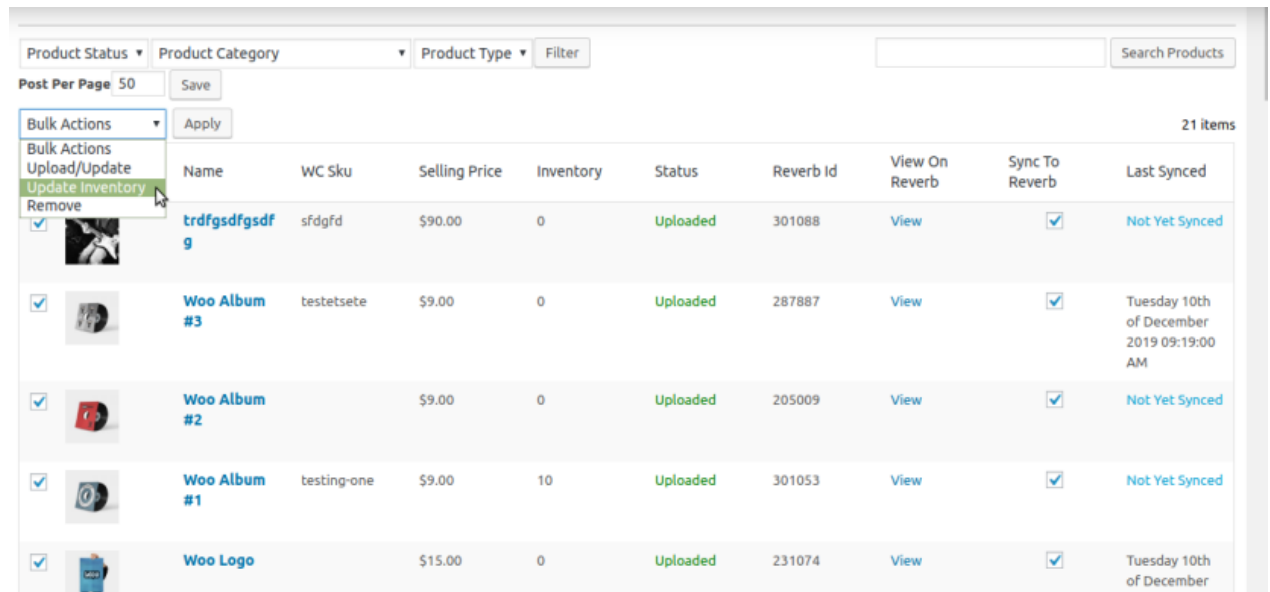 Product Status Product Category Product Type Filter Search Products
Post Per Page 50 Save
Bulk Actions Apply 21 items
Bulk Actions
Upload/Update
Update Inventory
Remove
Name WC Sku Selling Price Inventory Status Reverb Id View On Reverb Sync To Reverb Last Synced
trdfgsdfgsdf sfdgfd $90.00 0 Uploaded 301088 View Not Yet Synced
g
Woo Album testetsete $9.00 0 Uploaded 287887 View Tuesday 10th
#3 of December
2019 09:19:00
AM
Woo Album $9.00 0 Uploaded 205009 View Not Yet Synced
#2
Woo Album testing-one $9.00 10 Uploaded 301053 View Not Yet Synced
#1
Woo Logo $15.00 0 Uploaded 231074 View Tuesday 10th
of December